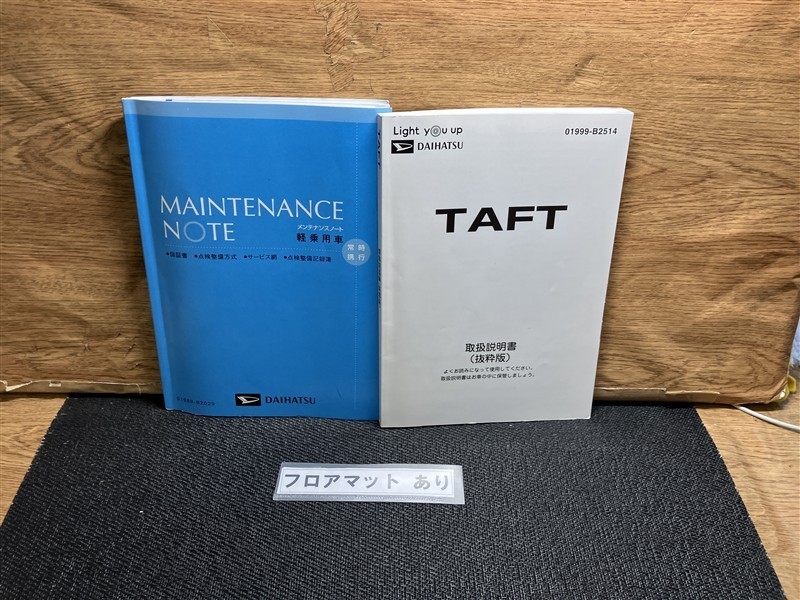 MAINTENANCE
NOTE
メンテナンスノート
軽乗用車
常時
携行
•保証書 •点検整備方式 •サービス網 •点検整備記録簿
DAIHATSU
Light you up
DAIHATSU
01999-B2514
TAFT
取扱説明書
(抜粋版)
よくお読みになって使用してください。
取扱説明書はお車の中に保管しましょう。
フロアマット あり